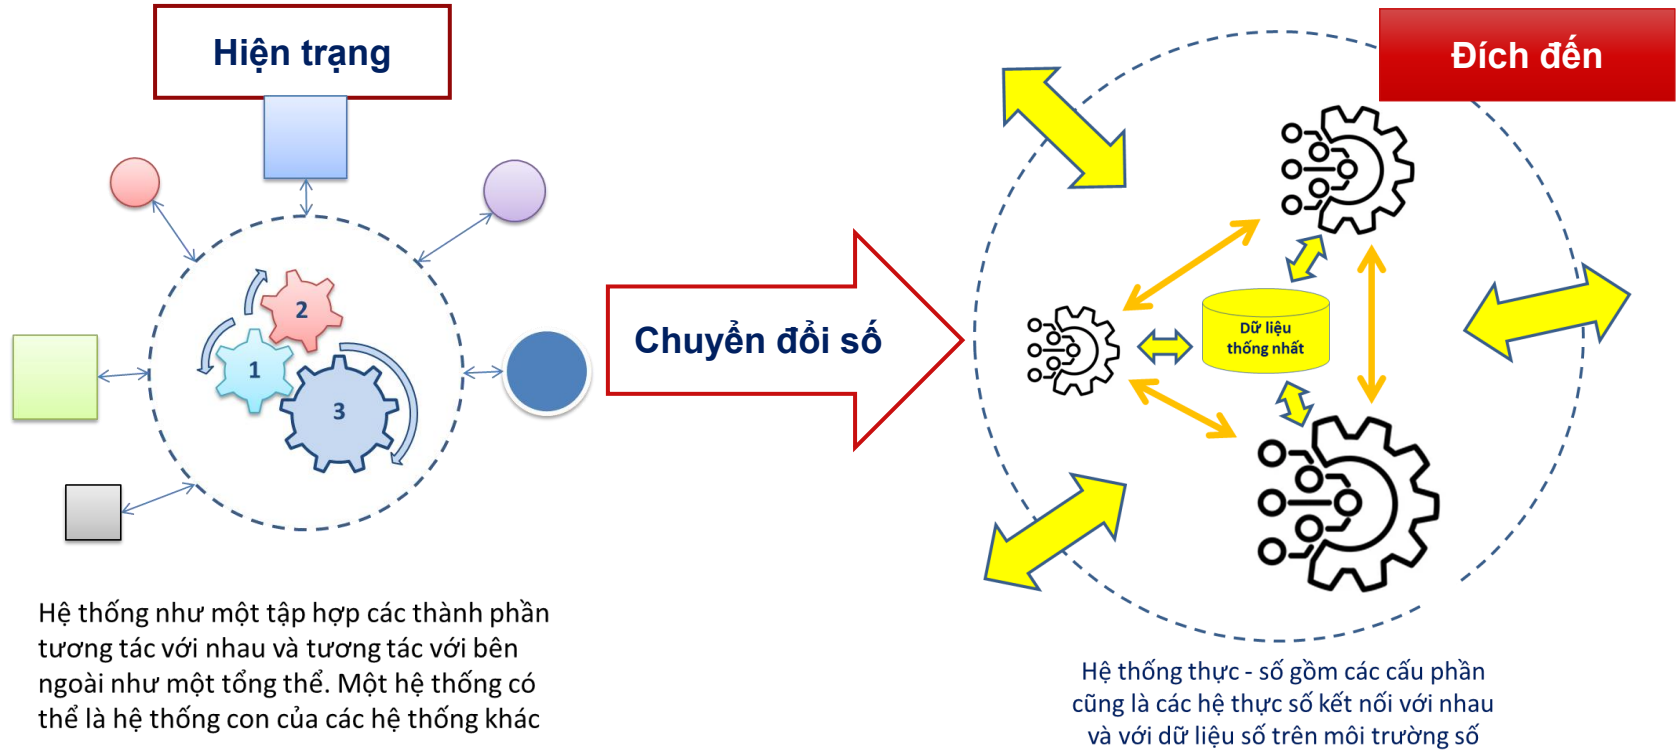 Hiện trạng
2
1
3
Hệ thống như một tập hợp các thành phần
tương tác với nhau và tương tác với bên
ngoài như một tổng thể. Một hệ thống có
thể là hệ thống con của các hệ thống khác
Chuyển đổi số
Đích đến
Dữ liệu
thống nhất
Hệ thống thực - số gồm các cấu phần
cũng là các hệ thực số kết nối với nhau
và với dữ liệu số trên môi trường số